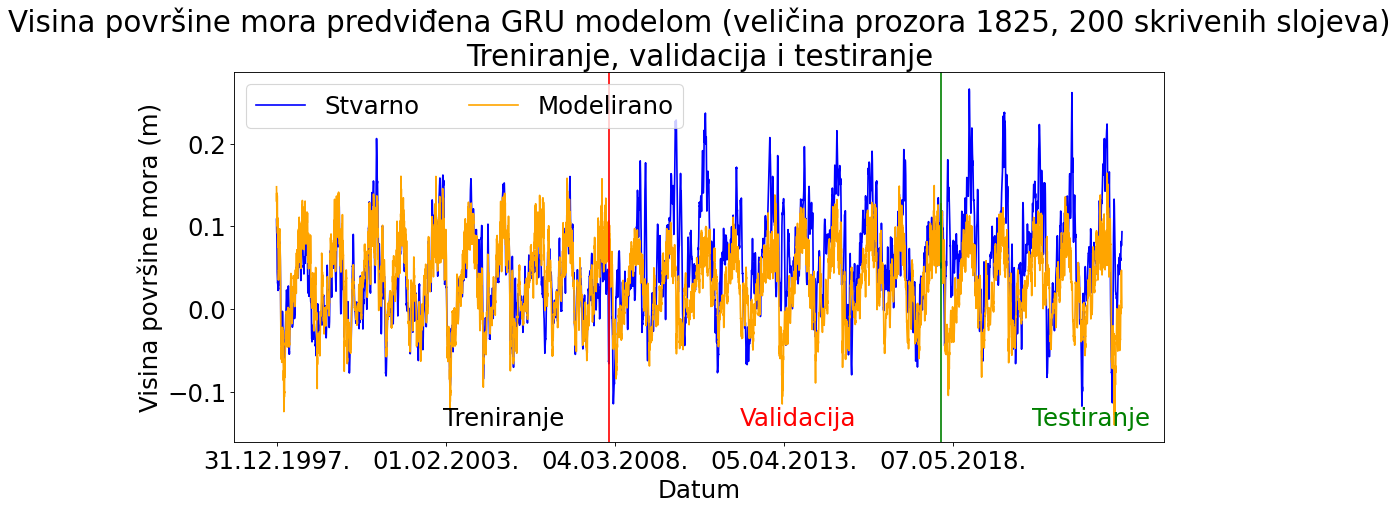 Visina površine mora predviđena GRU modelom (veličina prozora 1825, 200 skrivenih slojeva)
Treniranje, validacija i testiranje
Stvarno
Modelirano
Visina površine mora (m)
0.2
0.1
0.0
−0.1
Treniranje
Validacija
Testiranje
31.12.1997.
01.02.2003.
04.03.2008.
05.04.2013.
07.05.2018.
Datum